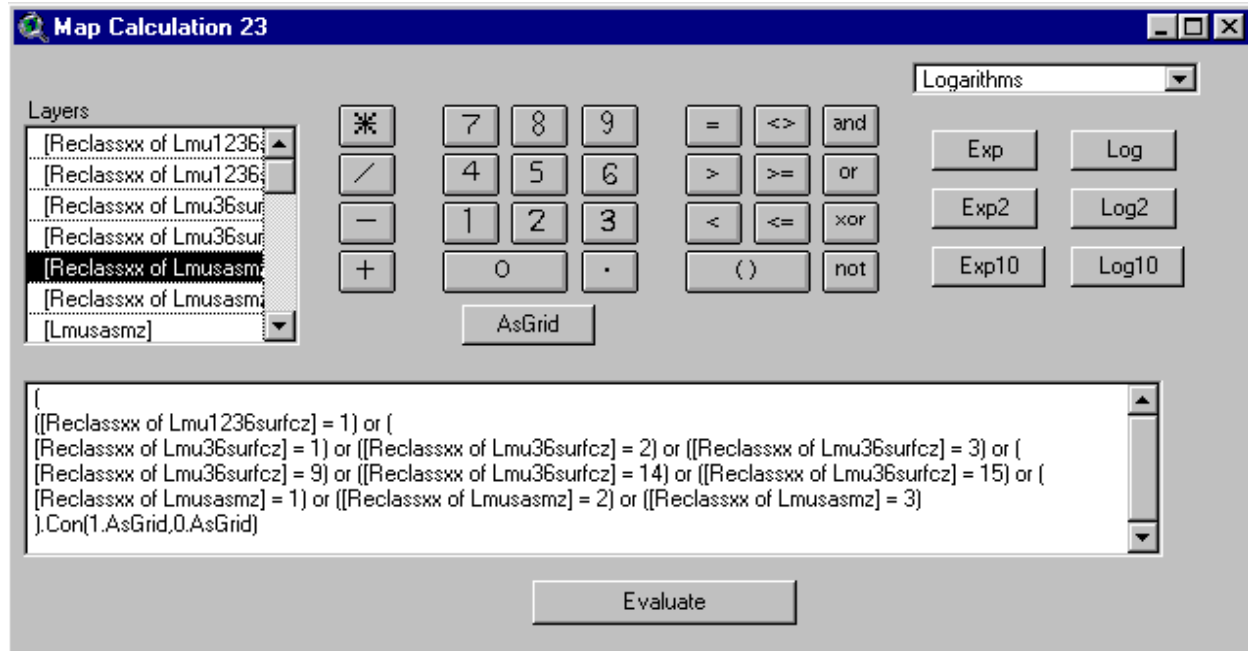 Map Calculation 23
Logarithms
Layers
[Reclassxx of Lmu1236
[Reclassxx of Lmu1236
[Reclassxx of Lmu36sur
[Reclassxx of Lmu36sur
[Reclassxx of Lmusasm
[Reclassxx of Lmusasm
[Lmusasmz]
* 7 8 9 = <> and
/ 4 5 6 > >= or
- 1 2 3 < <= xor
+ 0 . () not
AsGrid
Exp Log
Exp2 Log2
Exp10 Log10
(
([Reclassxx of Lmu1236surfcz] = 1) or (
[Reclassxx of Lmu36surfcz] = 1) or ([Reclassxx of Lmu36surfcz] = 2) or ([Reclassxx of Lmu36surfcz] = 3) or (
[Reclassxx of Lmu36surfcz] = 9) or ([Reclassxx of Lmu36surfcz] = 14) or ([Reclassxx of Lmu36surfcz] = 15) or (
[Reclassxx of Lmusasmz] = 1) or ([Reclassxx of Lmusasmz] = 2) or ([Reclassxx of Lmusasmz] = 3)
).Con(1.AsGrid,0.AsGrid)
Evaluate